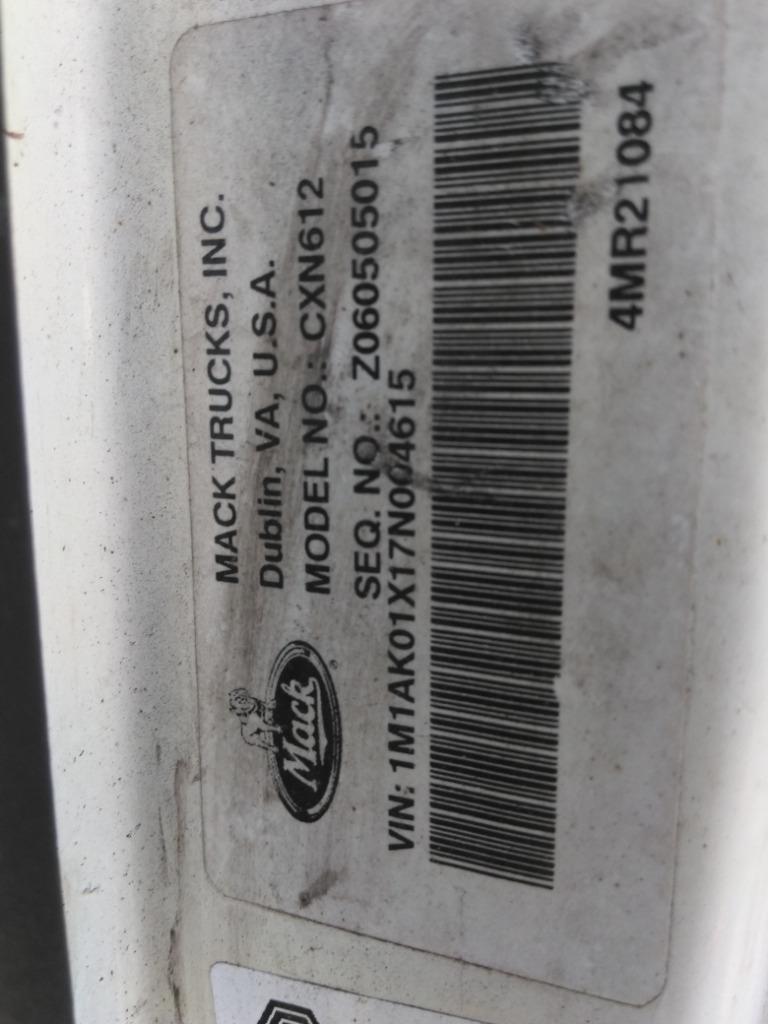 MACK TRUCKS, INC.
Dublin, VA, U.S.A.
MODEL NO.: CXN612
SEQ. NO.: Z060505015
Mack
VIN: 1M1AK01X17N004615
4MR21084